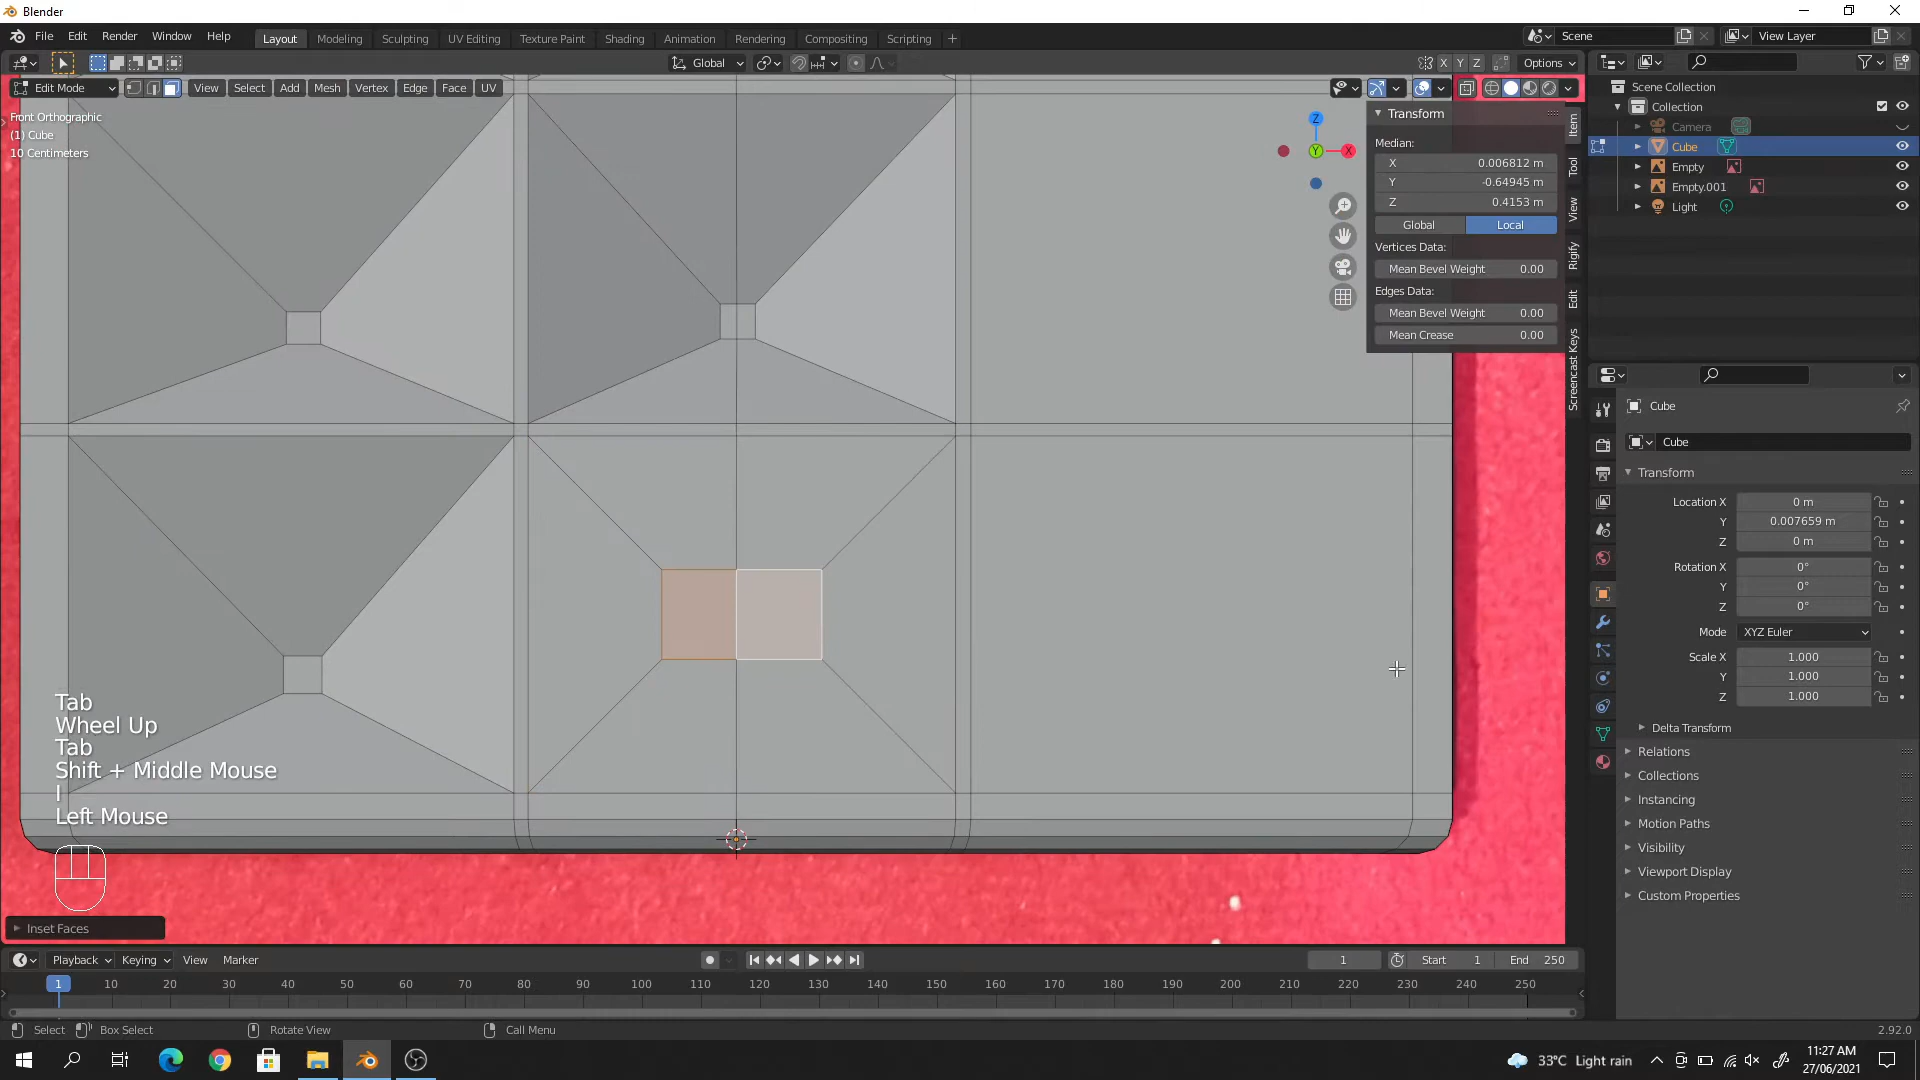 Blender
File Edit Render Window Help
Layout Modeling Sculpting UV Editing Texture Paint Shading Animation Rendering Compositing Scripting +
Scene View Layer
Global X Y Z Options
Edit Mode View Select Add Mesh Vertex Edge Face UV
Front Orthographic
(1) Cube
10 Centimeters
Z
Y
X
Transform
Median:
X 0.006812 m
Y -0.64945 m
Z 0.4153 m
Global Local
Vertices Data:
Mean Bevel Weight 0.00
Edges Data:
Mean Bevel Weight 0.00
Mean Crease 0.00
Item
Tool
View
Rigify
Edit
Screencast Keys
Scene Collection
Collection
Camera
Cube
Empty
Empty.001
Light
Cube
Cube
Transform
Location X 0 m
Y 0.007659 m
Z 0 m
Rotation X 0°
Y 0°
Z 0°
Mode XYZ Euler
Scale X 1.000
Y 1.000
Z 1.000
Delta Transform
Relations
Collections
Instancing
Motion Paths
Visibility
Viewport Display
Custom Properties
Tab
Wheel Up
Tab
Shift + Middle Mouse
I
Left Mouse
Inset Faces
Playback Keying View Marker 1 Start 1 End 250
1 10 20 30 40 50 60 70 80 90 100 110 120 130 140 150 160 170 180 190 200 210 220 230 240 250
Select Box Select Rotate View Call Menu 2.92.0
33°C Light rain 11:27 AM
27/06/2021